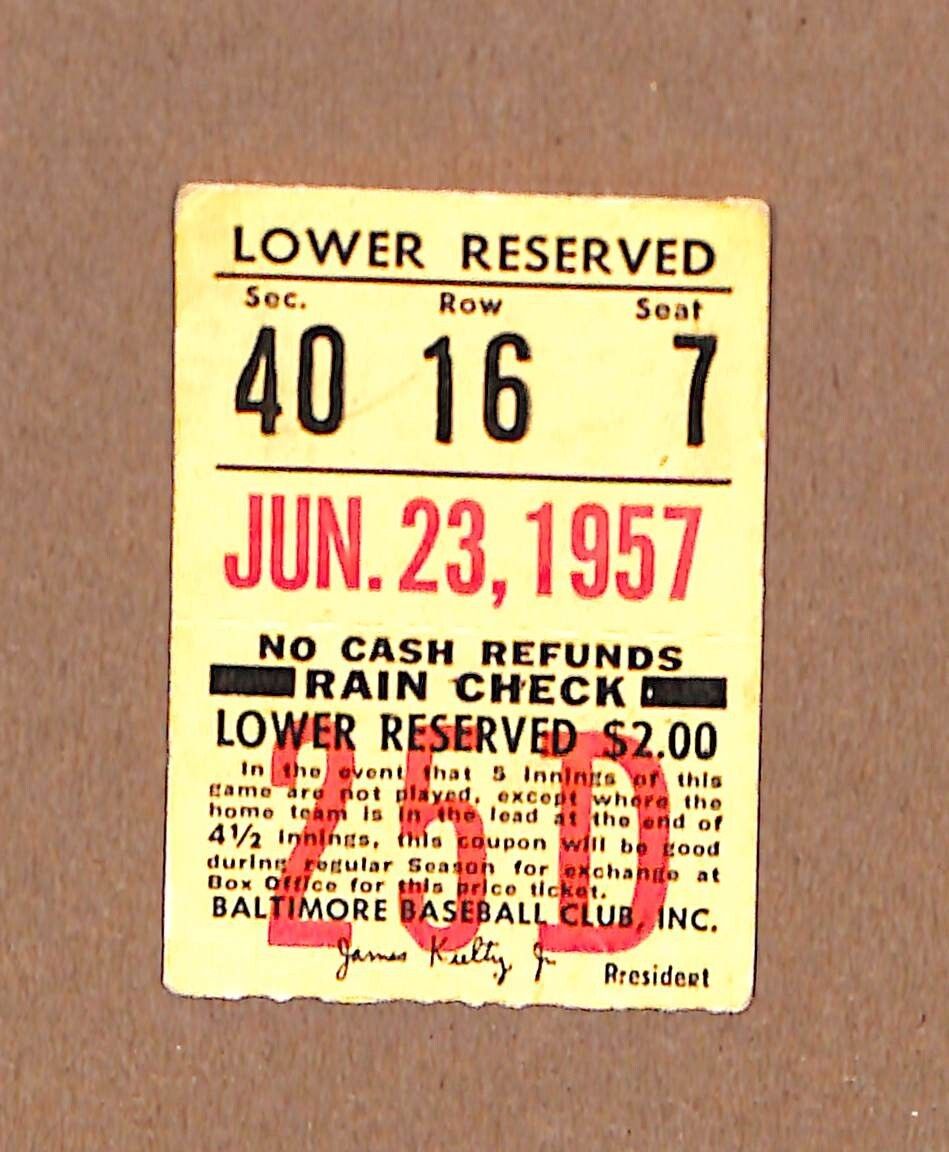 LOWER RESERVED
Sec. Row Seat
40 16 7
JUN. 23, 1957
NO CASH REFUNDS
RAIN CHECK
LOWER RESERVED $2.00
In the event that 5 innings of this
game are not played, except where the
home team is in the lead at the end of
4½ innings, this coupon will be good
during regular Season for exchange at
Box Office for this price ticket.
BALTIMORE BASEBALL CLUB, INC.
James Keelty Jr
President